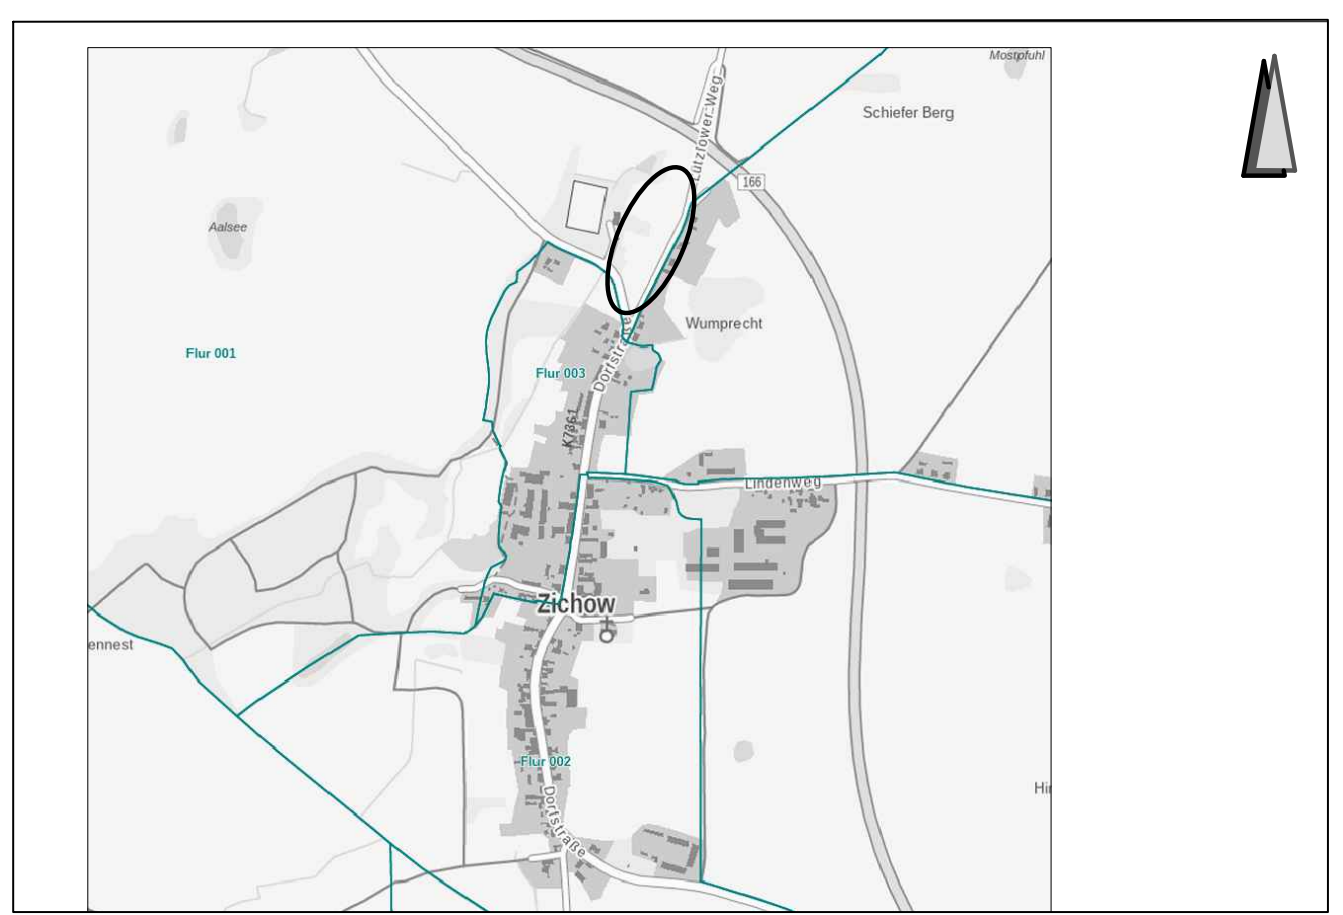 Mostpfuhl
Schiefer Berg
Lützlower-Weg
166
Aalsee
Wumprecht
Flur 001
Flur 003
Dorfstraße
K7361
Lindenweg
Zichow
ennest
Flur 002
Hir
Dorfstraße